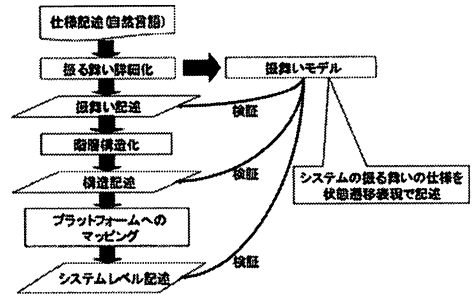 仕様記述(自然言語)
振る舞い詳細化
振舞いモデル
振舞い記述
検証
階層構造化
検証
構造記述
システムの振る舞いの仕様を
状態遷移表現で記述
プラットフォームへの
マッピング
検証
システムレベル記述